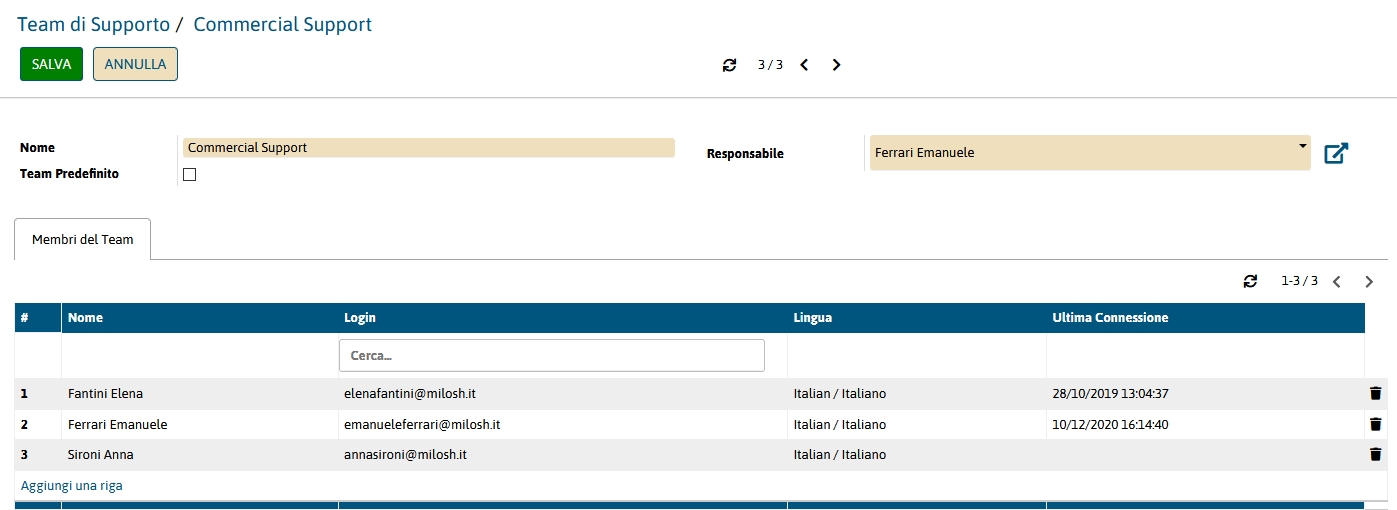 Team di Supporto / Commercial Support
SALVA ANNULLA 3 / 3
Nome Commercial Support Responsabile Ferrari Emanuele
Team Predefinito
Membri del Team
1-3 / 3
# Nome Login Lingua Ultima Connessione
Cerca...
1 Fantini Elena elenafantini@milosh.it Italian / Italiano 28/10/2019 13:04:37
2 Ferrari Emanuele emanueleferrari@milosh.it Italian / Italiano 10/12/2020 16:14:40
3 Sironi Anna annasironi@milosh.it Italian / Italiano
Aggiungi una riga